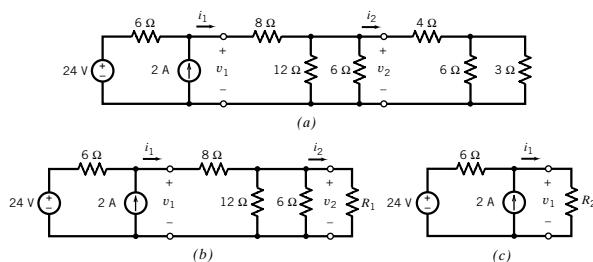 6 Ω i1 8 Ω i2 4 Ω
24 V + − 2 A + v1 − 12 Ω 6 Ω + v2 − 6 Ω 3 Ω
(a)
6 Ω i1 8 Ω i2
24 V + − 2 A + v1 − 12 Ω 6 Ω + v2 − R1
(b)
6 Ω i1
24 V + − 2 A + v1 − R2
(c)